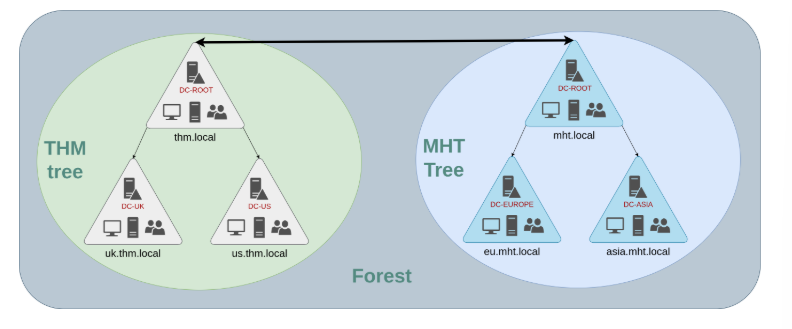 DC-ROOT
thm.local
THM
tree
DC-UK
uk.thm.local
DC-US
us.thm.local
DC-ROOT
mht.local
MHT
Tree
DC-EUROPE
eu.mht.local
DC-ASIA
asia.mht.local
Forest